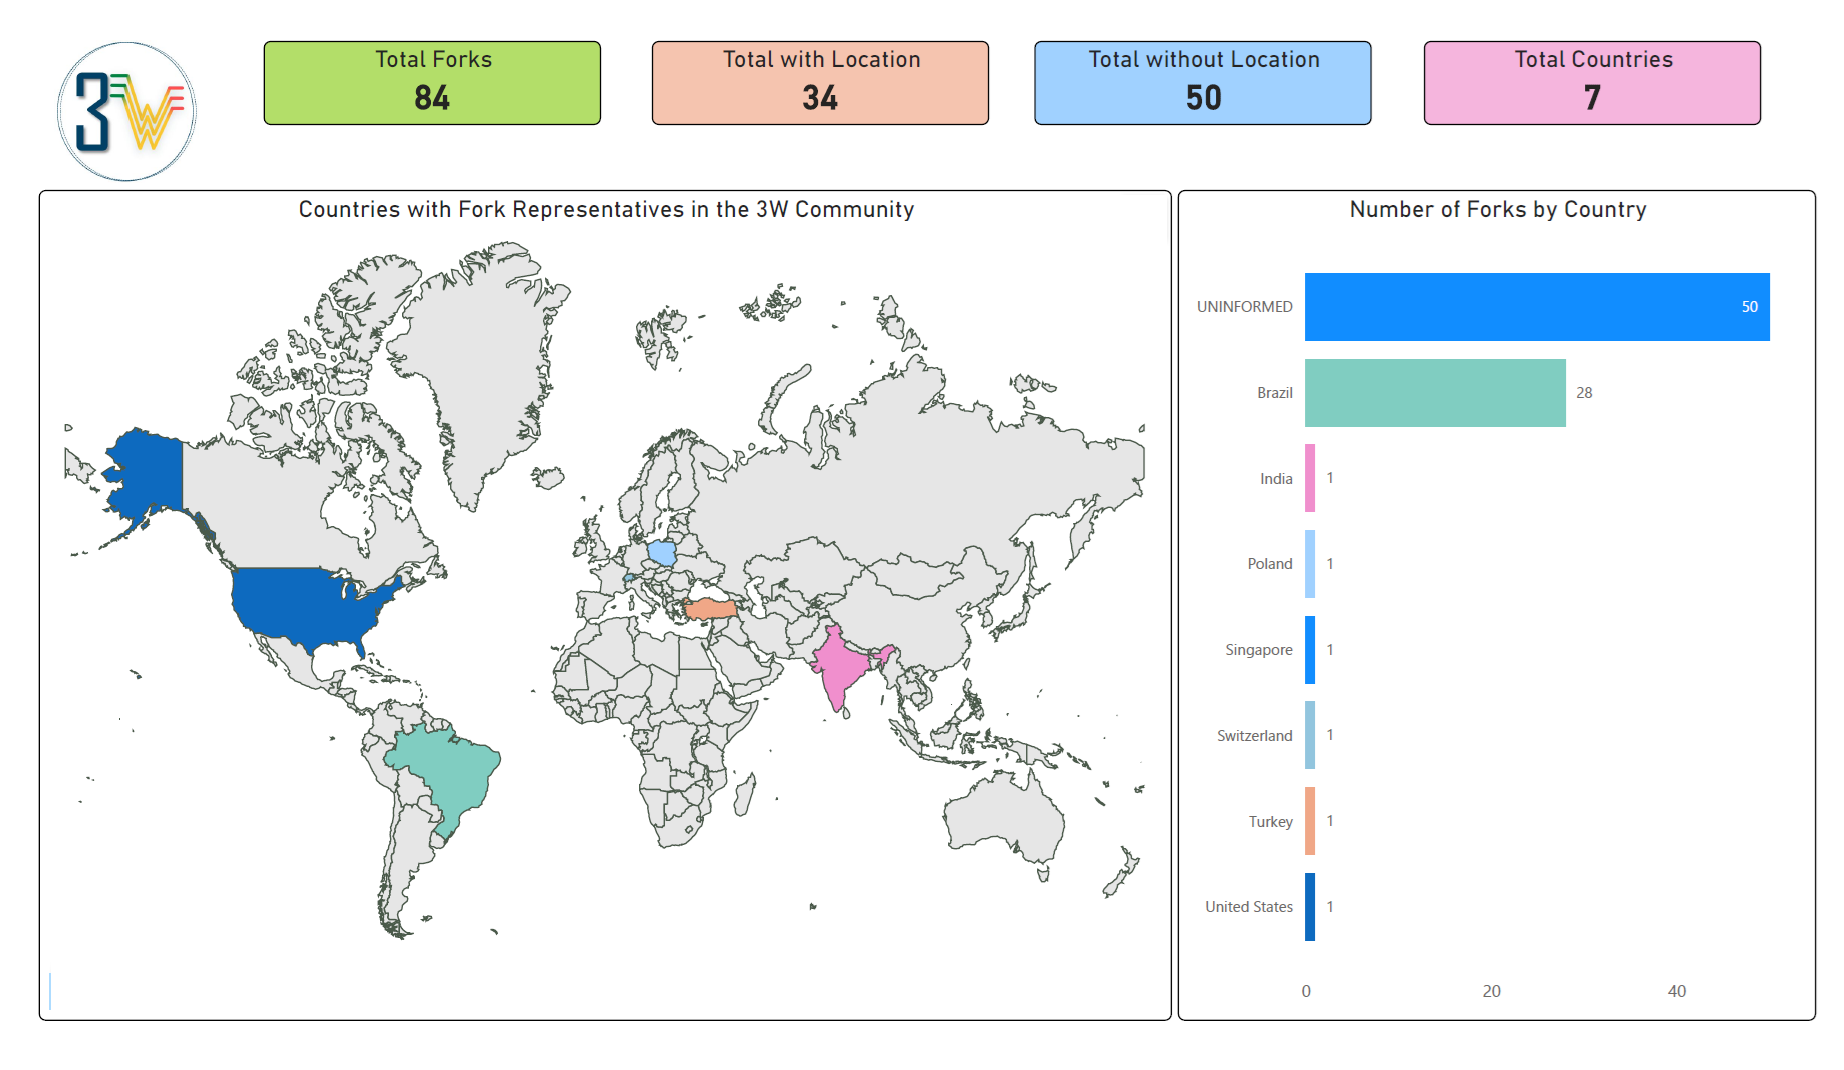 3W
Total Forks
84
Total with Location
34
Total without Location
50
Total Countries
7
Countries with Fork Representatives in the 3W Community
Number of Forks by Country
UNINFORMED 50
Brazil 28
India 1
Poland 1
Singapore 1
Switzerland 1
Turkey 1
United States 1
0 20 40